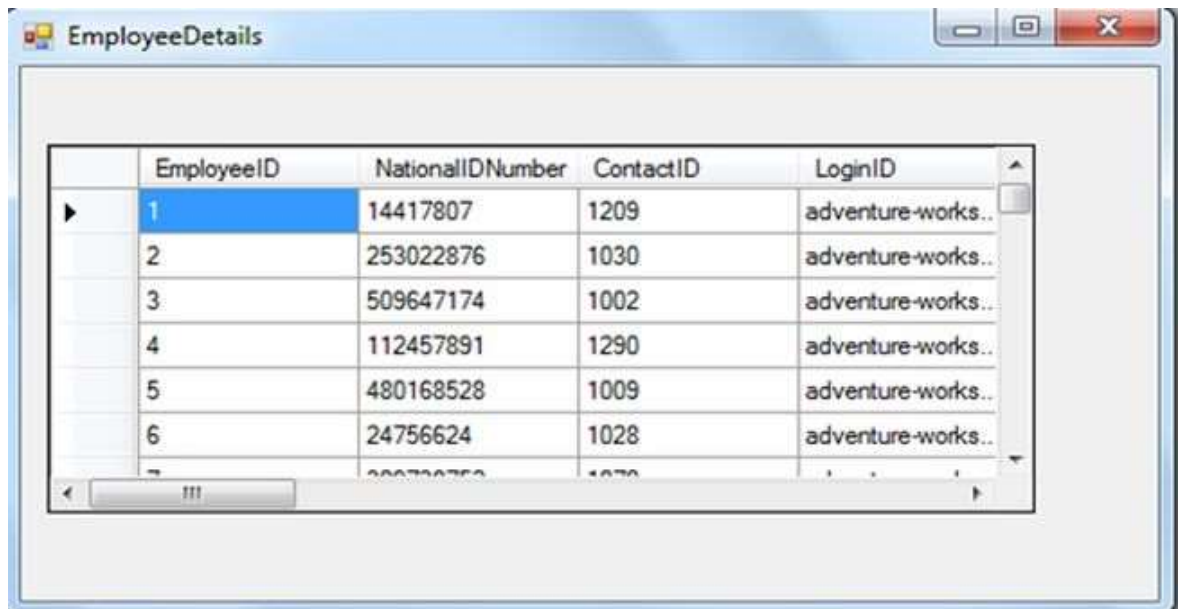 EmployeeDetails
EmployeeID NationalIDNumber ContactID LoginID
1 14417807 1209 adventure-works..
2 253022876 1030 adventure-works..
3 509647174 1002 adventure-works..
4 112457891 1290 adventure-works..
5 480168528 1009 adventure-works..
6 24756624 1028 adventure-works..